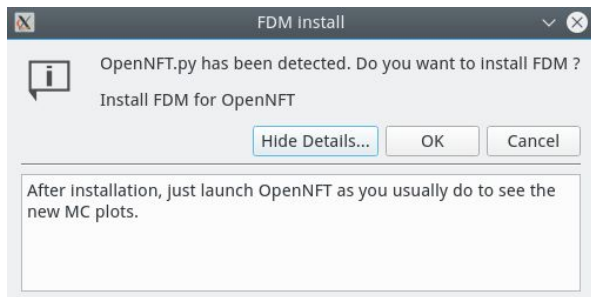 FDM install
OpenNFT.py has been detected. Do you want to install FDM ?
Install FDM for OpenNFT
Hide Details... OK Cancel
After installation, just launch OpenNFT as you usually do to see the
new MC plots.